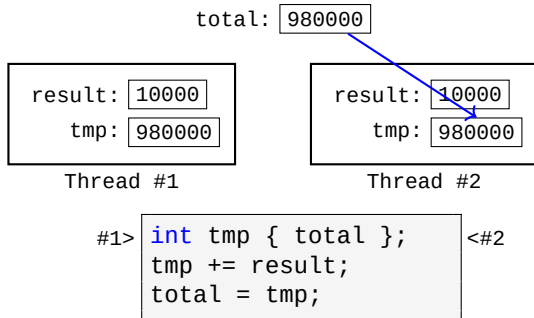 total: 980000
result: 10000
tmp: 980000
Thread #1
result: 10000
tmp: 980000
Thread #2
#1> int tmp { total }; <#2
tmp += result;
total = tmp;